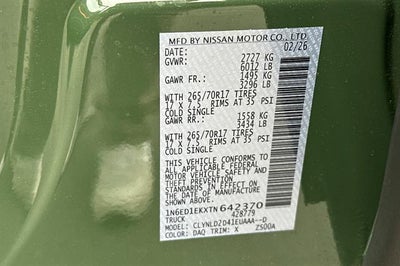 MFD BY NISSAN MOTOR CO., LTD
DATE: 02/26
GVWR: 2727 KG
6012 LB
GAWR FR.: 1495 KG
3296 LB
WITH 265/70R17 TIRES
17 X 7.5 RIMS AT 35 PSI
COLD SINGLE
GAWR RR.: 1558 KG
3434 LB
WITH 265/70R17 TIRES
17 X 7.5 RIMS AT 35 PSI
COLD SINGLE
THIS VEHICLE CONFORMS TO
ALL APPLICABLE FEDERAL
MOTOR VEHICLE SAFETY AND
THEFT PREVENTION
STANDARDS IN EFFECT ON
THE DATE OF MANUFACTURE
SHOWN ABOVE.
1N6ED1EKXTN642370
TRUCK 428779
MODEL: CLYNLD2D41EUAAA--D
COLOR: DAQ TRIM: X ZS00A